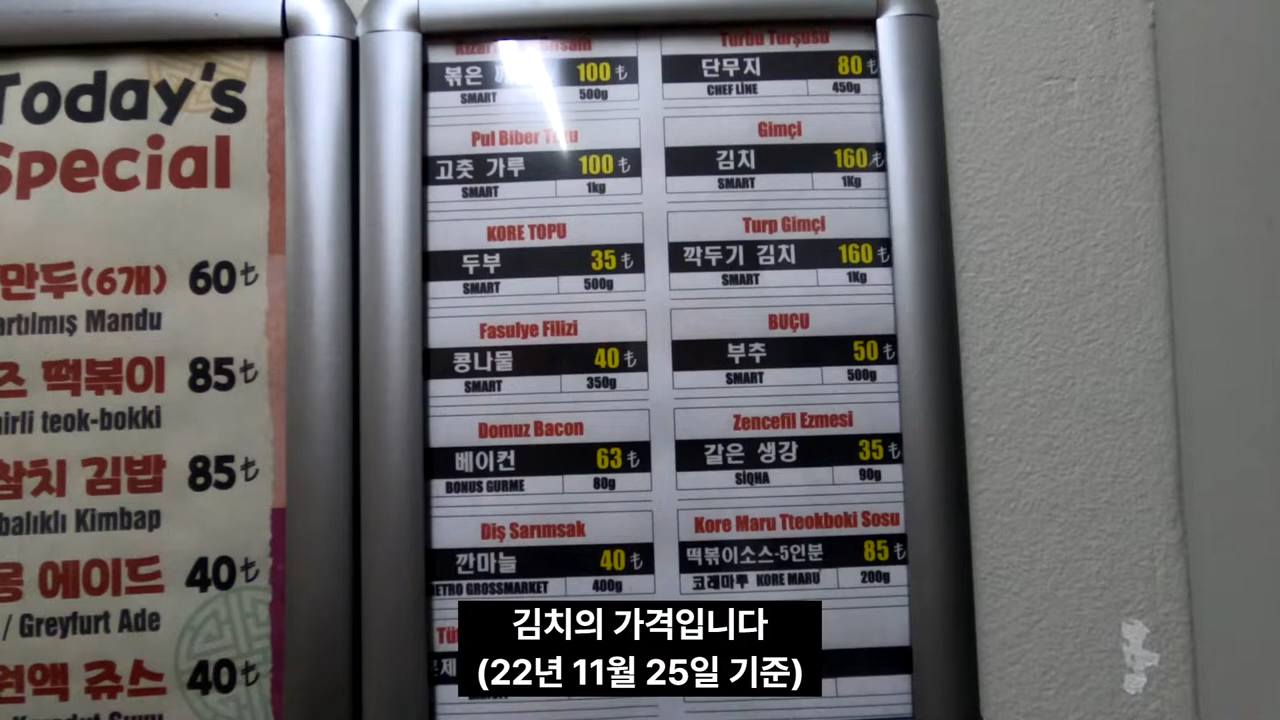 Today's
Special
만두(6개) 60₺
artılmış Mandu
즈 떡볶이 85₺
irli teok-bokki
참치 김밥 85₺
balıklı Kimbap
에이드 40₺
/ Greyfurt Ade
원액 쥬스 40₺
볶은 100₺
SMART 500g
Pul Biber
고춧 가루 100₺
SMART 1kg
KORE TOPU
두부 35₺
SMART 500g
Fasulye Filizi
콩나물 40₺
SMART 350g
Domuz Bacon
베이컨 63₺
BONUS GURME 80g
Diş Sarımsak
깐마늘 40₺
ETRO GROSSMARKET 400g
Turbu Turşusu
단무지 80₺
CHEF LİNE 450g
Gimçi
김치 160₺
SMART 1Kg
Turp Gimçi
깍두기 김치 160₺
SMART 1Kg
BUÇU
부추 50₺
SMART 500g
Zencefil Ezmesi
갈은 생강 35₺
SİQHA 90g
Kore Maru Tteokboki Sosu
떡볶이소스-5인분 85₺
코래마루 KORE MARU 200g
김치의 가격입니다
(22년 11월 25일 기준)